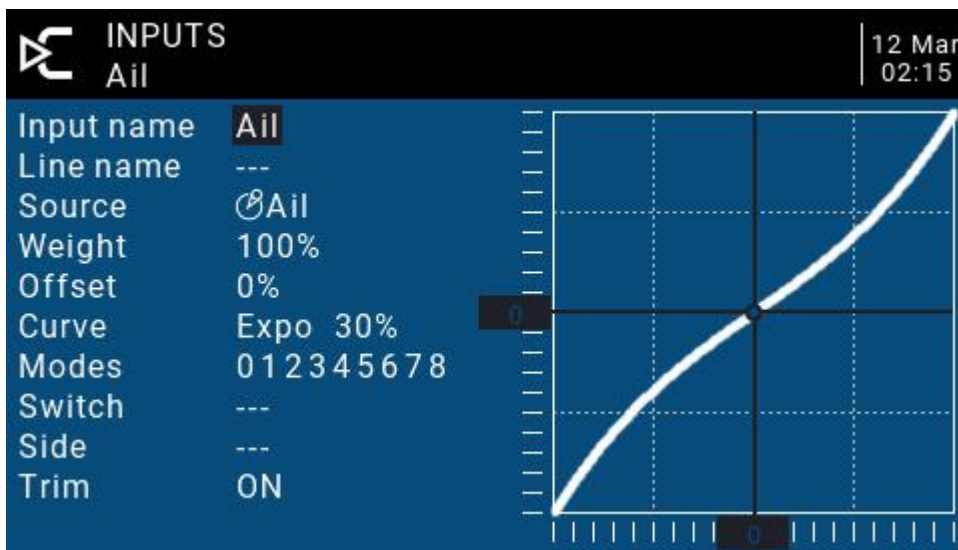 INPUTS
Ail
12 Mar
02:15
Input name Ail
Line name ---
Source Ail
Weight 100%
Offset 0%
Curve Expo 30%
Modes 012345678
Switch ---
Side ---
Trim ON
0
0